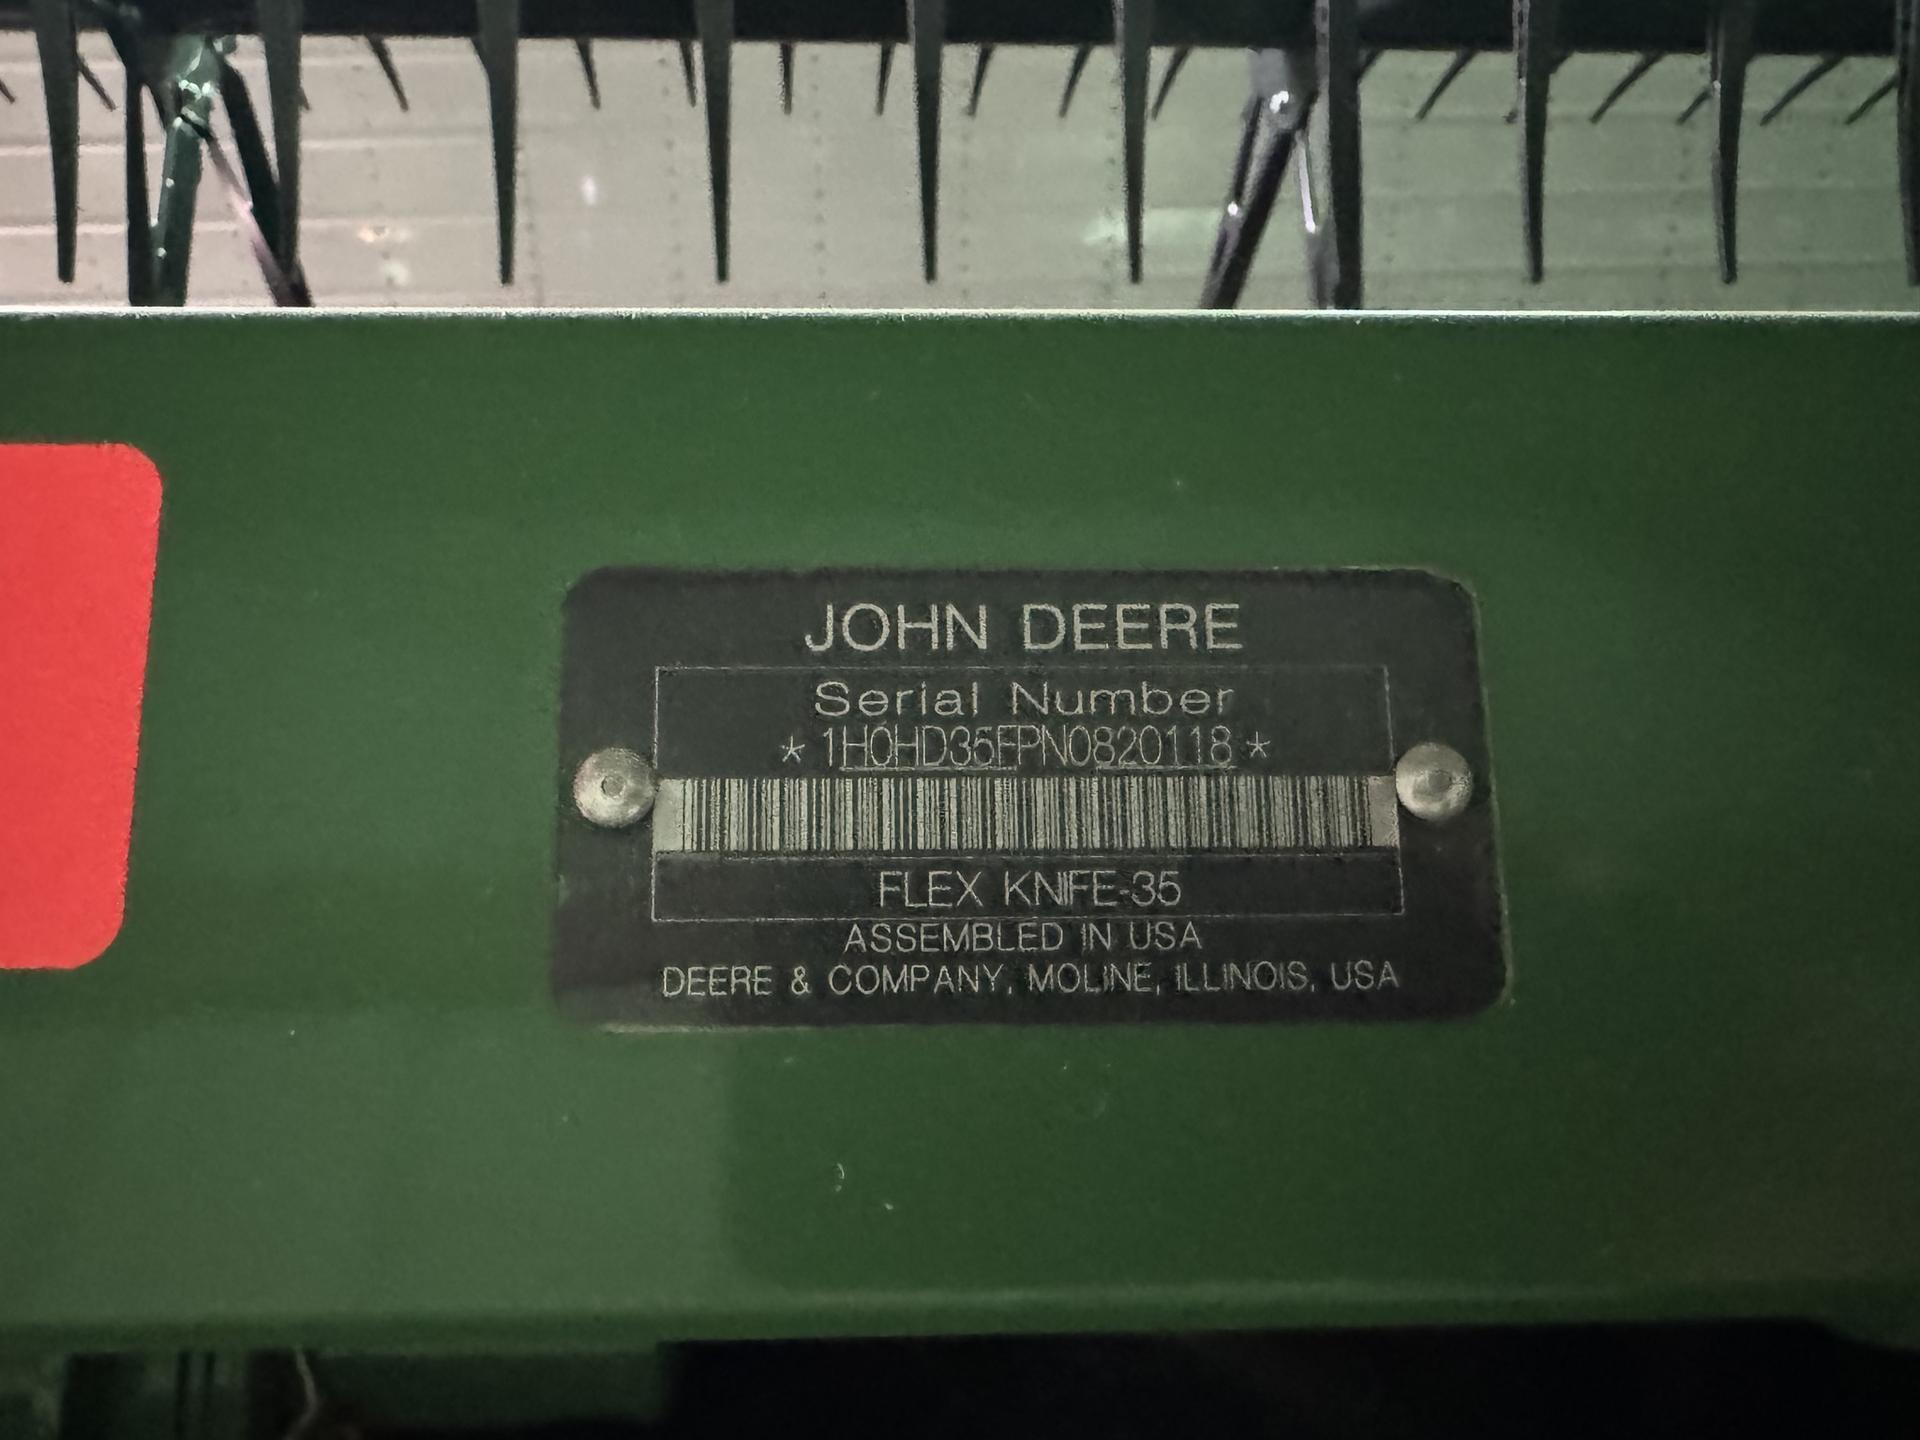 JOHN DEERE
Serial Number
* 1H0HD35FPN0820118 *
FLEX KNIFE-35
ASSEMBLED IN USA
DEERE & COMPANY, MOLINE, ILLINOIS, USA